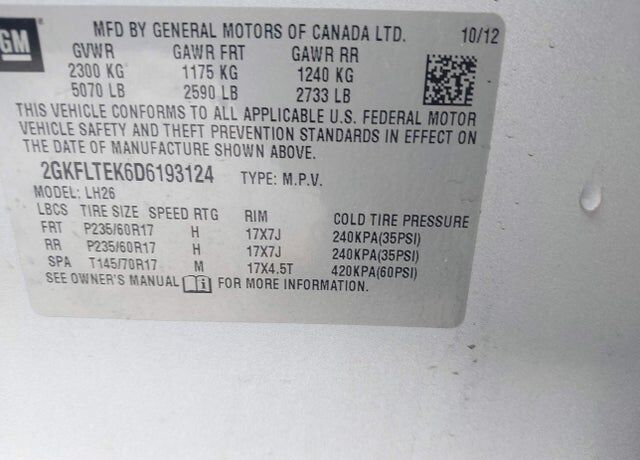 GM
MFD BY GENERAL MOTORS OF CANADA LTD. 10/12
GVWR GAWR FRT GAWR RR
2300 KG 1175 KG 1240 KG
5070 LB 2590 LB 2733 LB
THIS VEHICLE CONFORMS TO ALL APPLICABLE U.S. FEDERAL MOTOR
VEHICLE SAFETY AND THEFT PREVENTION STANDARDS IN EFFECT ON
THE DATE OF MANUFACTURE SHOWN ABOVE.
2GKFLTEK6D6193124 TYPE: M.P.V.
MODEL: LH26
LBCS TIRE SIZE SPEED RTG RIM COLD TIRE PRESSURE
FRT P235/60R17 H 17X7J 240KPA(35PSI)
RR P235/60R17 H 17X7J 240KPA(35PSI)
SPA T145/70R17 M 17X4.5T 420KPA(60PSI)
SEE OWNER'S MANUAL FOR MORE INFORMATION.